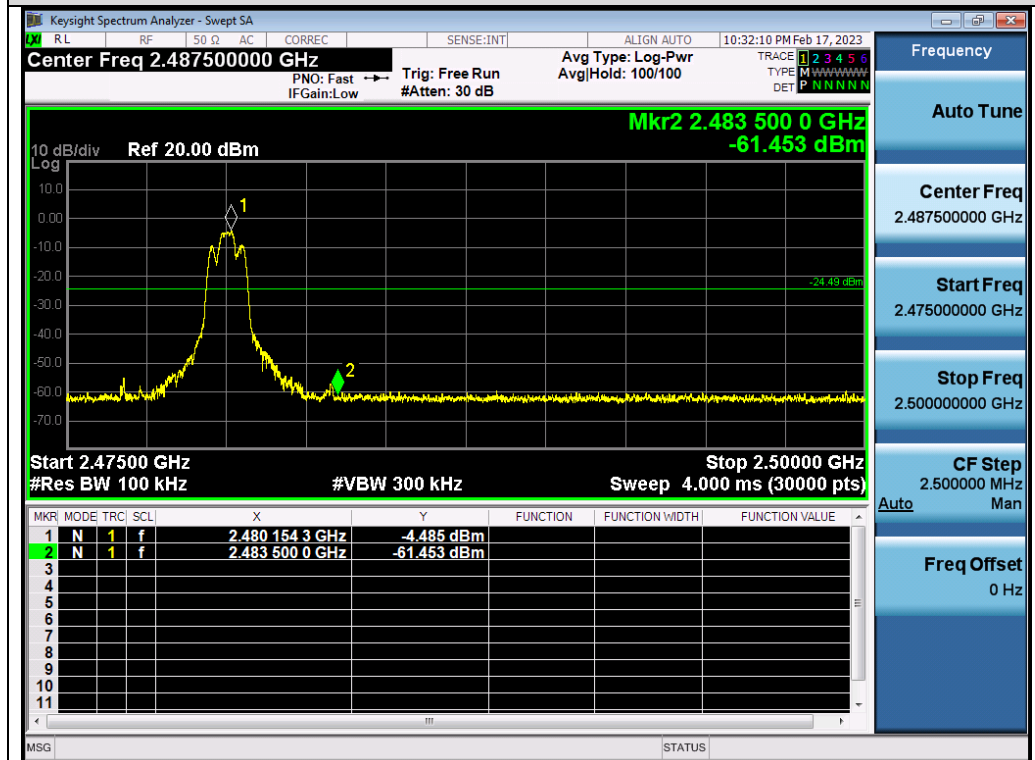 Keysight Spectrum Analyzer - Swept SA
LXI RL RF 50 Ω AC CORREC SENSE:INT ALIGN AUTO 10:32:10 PM Feb 17, 2023
Center Freq 2.487500000 GHz
PNO: Fast
IFGain:Low
Trig: Free Run
#Atten: 30 dB
Avg Type: Log-Pwr
Avg|Hold: 100/100
TRACE 1 2 3 4 5 6
TYPE M WWWWW
DET P N N N N N
Mkr2 2.483 500 0 GHz
-61.453 dBm
10 dB/div Ref 20.00 dBm
Log
10.0
0.00
-10.0
-20.0
-30.0
-40.0
-50.0
-60.0
-70.0
1
2
-24.49 dBm
Start 2.47500 GHz Stop 2.50000 GHz
#Res BW 100 kHz #VBW 300 kHz Sweep 4.000 ms (30000 pts)
MKR MODE TRC SCL X Y FUNCTION FUNCTION WIDTH FUNCTION VALUE
1 N 1 f 2.480 154 3 GHz -4.485 dBm
2 N 1 f 2.483 500 0 GHz -61.453 dBm
3
4
5
6
7
8
9
10
11
MSG STATUS
Frequency
Auto Tune
Center Freq
2.487500000 GHz
Start Freq
2.475000000 GHz
Stop Freq
2.500000000 GHz
CF Step
2.500000 MHz
Auto Man
Freq Offset
0 Hz